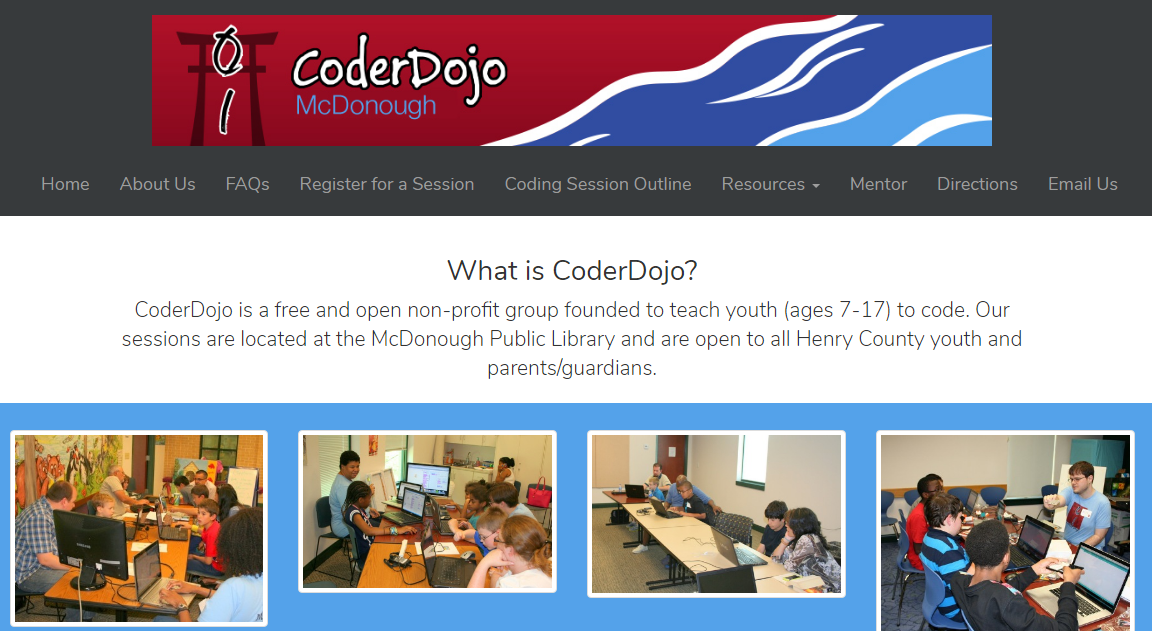 CoderDojo
McDonough
Home About Us FAQs Register for a Session Coding Session Outline Resources Mentor Directions Email Us
What is CoderDojo?
CoderDojo is a free and open non-profit group founded to teach youth (ages 7-17) to code. Our
sessions are located at the McDonough Public Library and are open to all Henry County youth and
parents/guardians.